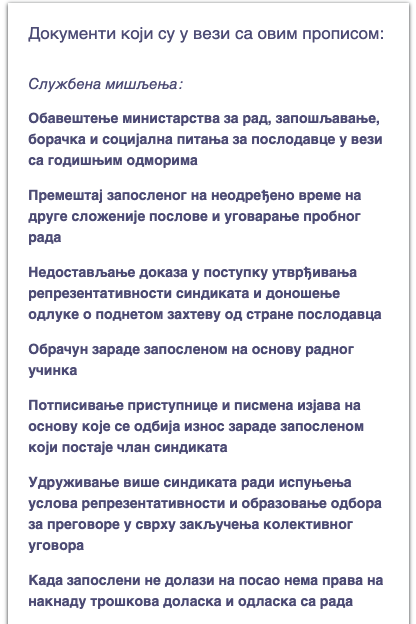 Документи који су у вези са овим прописом:
Службена мишљења:
Обавештење министарства за рад, запошљавање,
борачка и социјална питања за послодавце у вези
са годишњим одморима
Премештај запосленог на неодређено време на
друге сложеније послове и уговарање пробног
рада
Недостављање доказа у поступку утврђивања
репрезентативности синдиката и доношење
одлуке о поднетом захтеву од стране послодавца
Обрачун зараде запосленом на основу радног
учинка
Потписивање приступнице и писмена изјава на
основу које се одбија износ зараде запосленом
који постаје члан синдиката
Удруживање више синдиката ради испуњења
услова репрезентативности и образовање одбора
за преговоре у сврху закључења колективног
уговора
Када запослени не долази на посао нема права на
накнаду трошкова доласка и одласка са рада